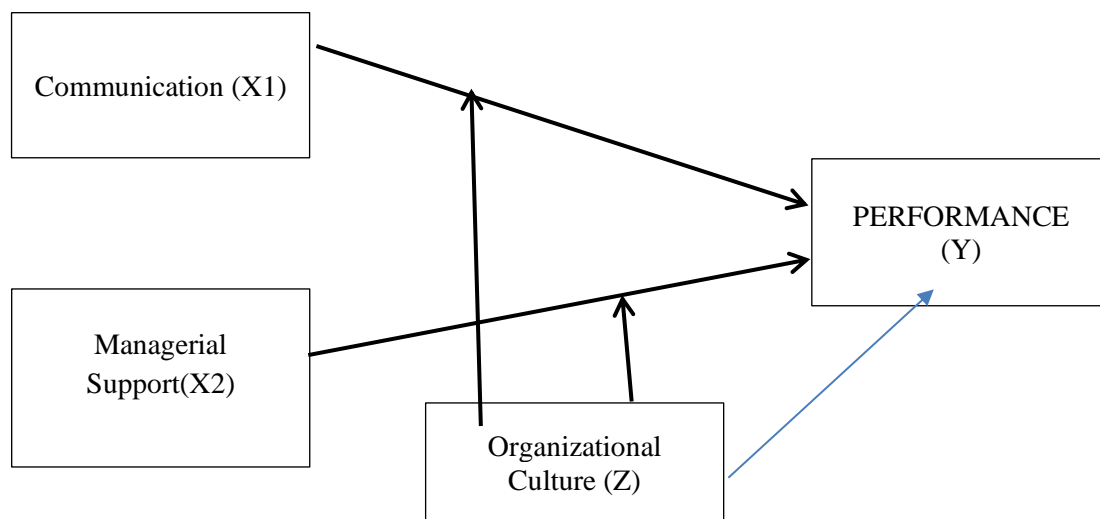 Communication (X1)
PERFORMANCE
(Y)
Managerial
Support(X2)
Organizational
Culture (Z)